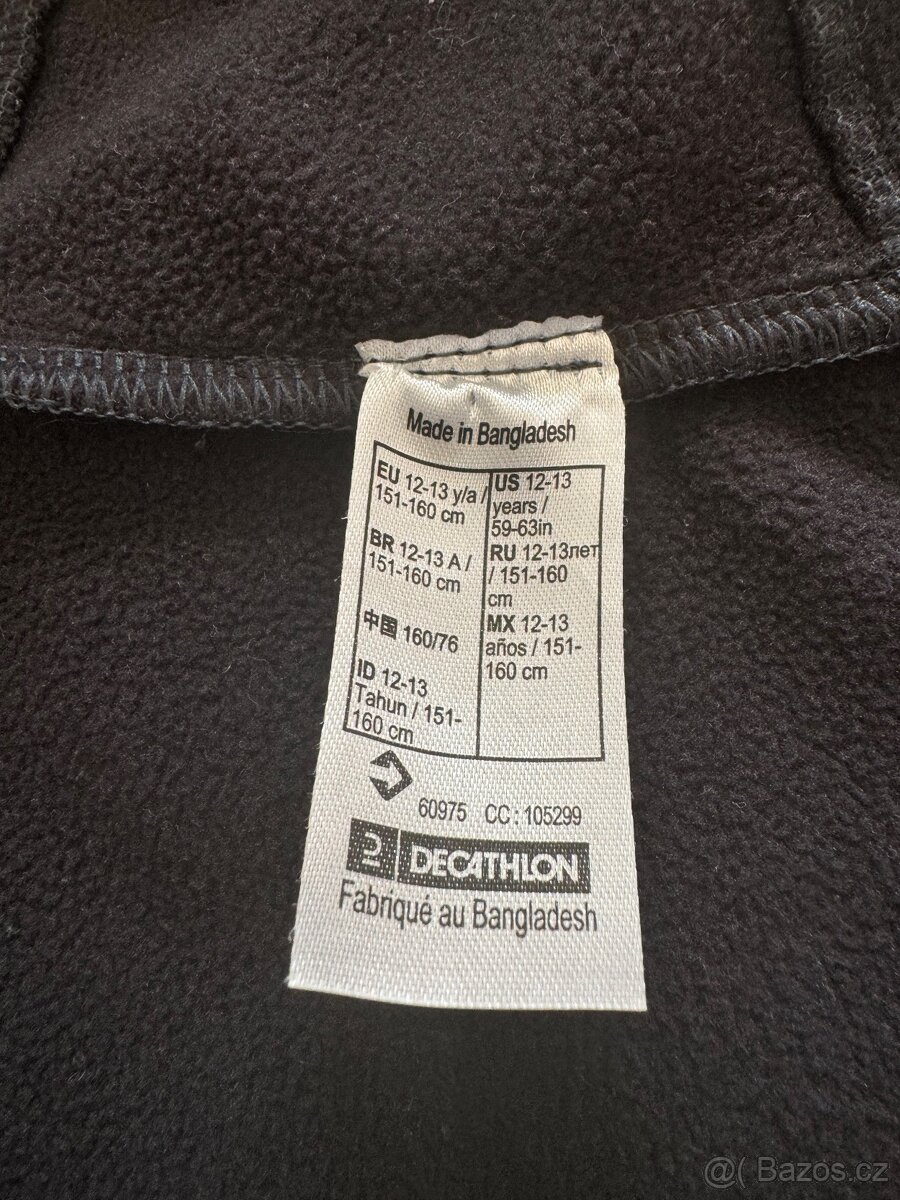 Made in Bangladesh
EU 12-13 y/a /
151-160 cm
BR 12-13 A /
151-160 cm
中国 160/76
ID 12-13
Tahun / 151-
160 cm
US 12-13
years /
59-63in
RU 12-13лет
/ 151-160
cm
MX 12-13
años / 151-
160 cm
60975 CC : 105299
DECATHLON
Fabriqué au Bangladesh
@( Bazos.cz